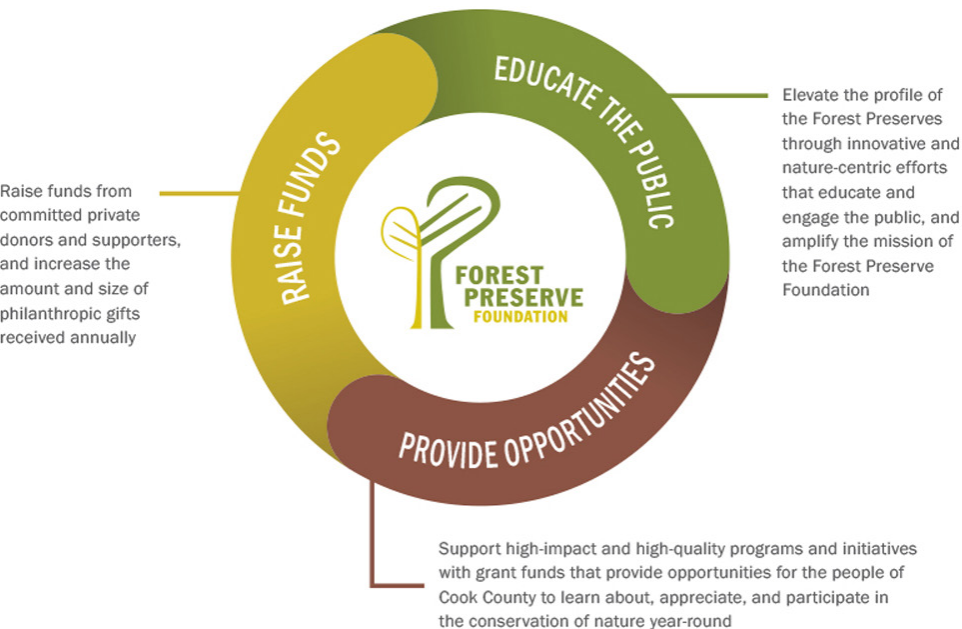 EDUCATE THE PUBLIC
Elevate the profile of
the Forest Preserves
through innovative and
nature-centric efforts
that educate and
engage the public, and
amplify the mission of
the Forest Preserve
Foundation
RAISE FUNDS
Raise funds from
committed private
donors and supporters,
and increase the
amount and size of
philanthropic gifts
received annually
FOREST
PRESERVE
FOUNDATION
PROVIDE OPPORTUNITIES
Support high-impact and high-quality programs and initiatives
with grant funds that provide opportunities for the people of
Cook County to learn about, appreciate, and participate in
the conservation of nature year-round